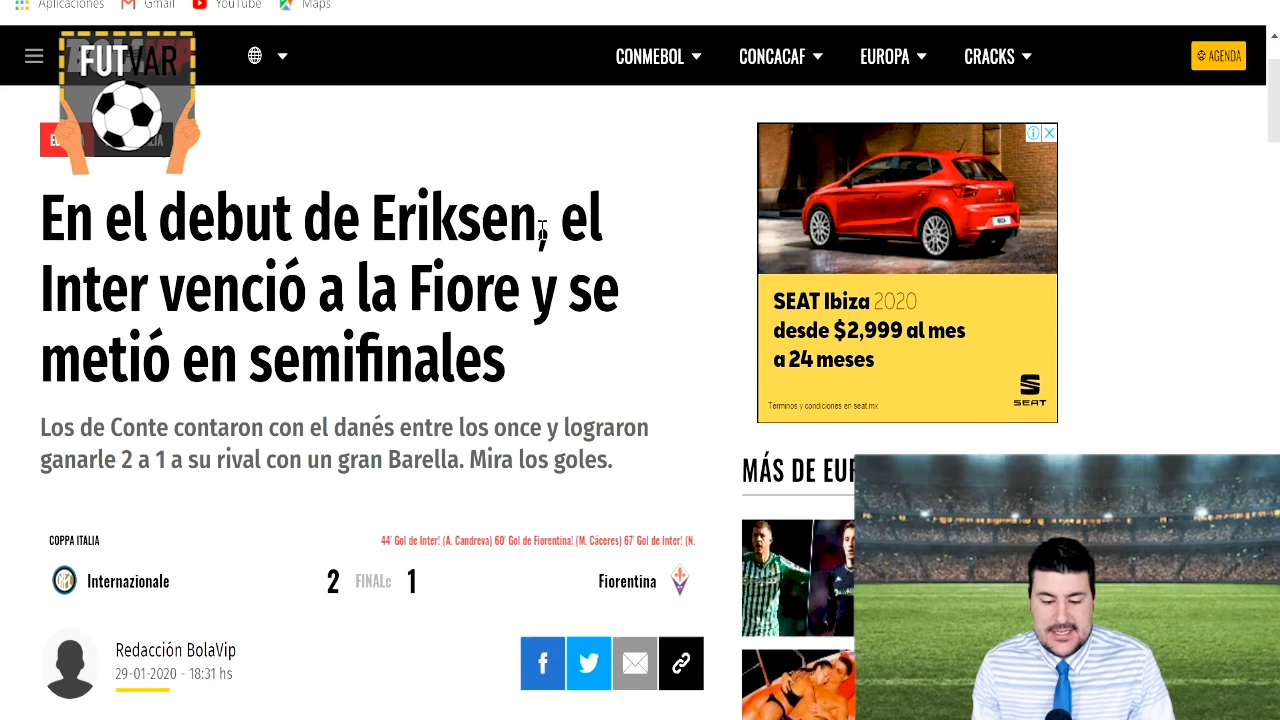 Aplicaciones
Gmail
YouTube
Maps
FUTVAR
CONMEBOL
CONCACAF
EUROPA
CRACKS
AGENDA
En el debut de Eriksen, el
Inter venció a la Fiore y se
metió en semifinales
Los de Conte contaron con el danés entre los once y lograron
ganarle 2 a 1 a su rival con un gran Barella. Mira los goles.
COPPA ITALIA
44' Gol de Inter! (A. Candreva) 60' Gol de Fiorentina! (M. Cáceres) 67' Gol de Inter! (N.
Internazionale
2 FINALc 1
Fiorentina
Redacción BolaVip
29-01-2020 - 18:31 hs
IBIZA
SEAT Ibiza 2020
desde $2,999 al mes
a 24 meses
SEAT
Términos y condiciones en seat.mx
MÁS DE EUR